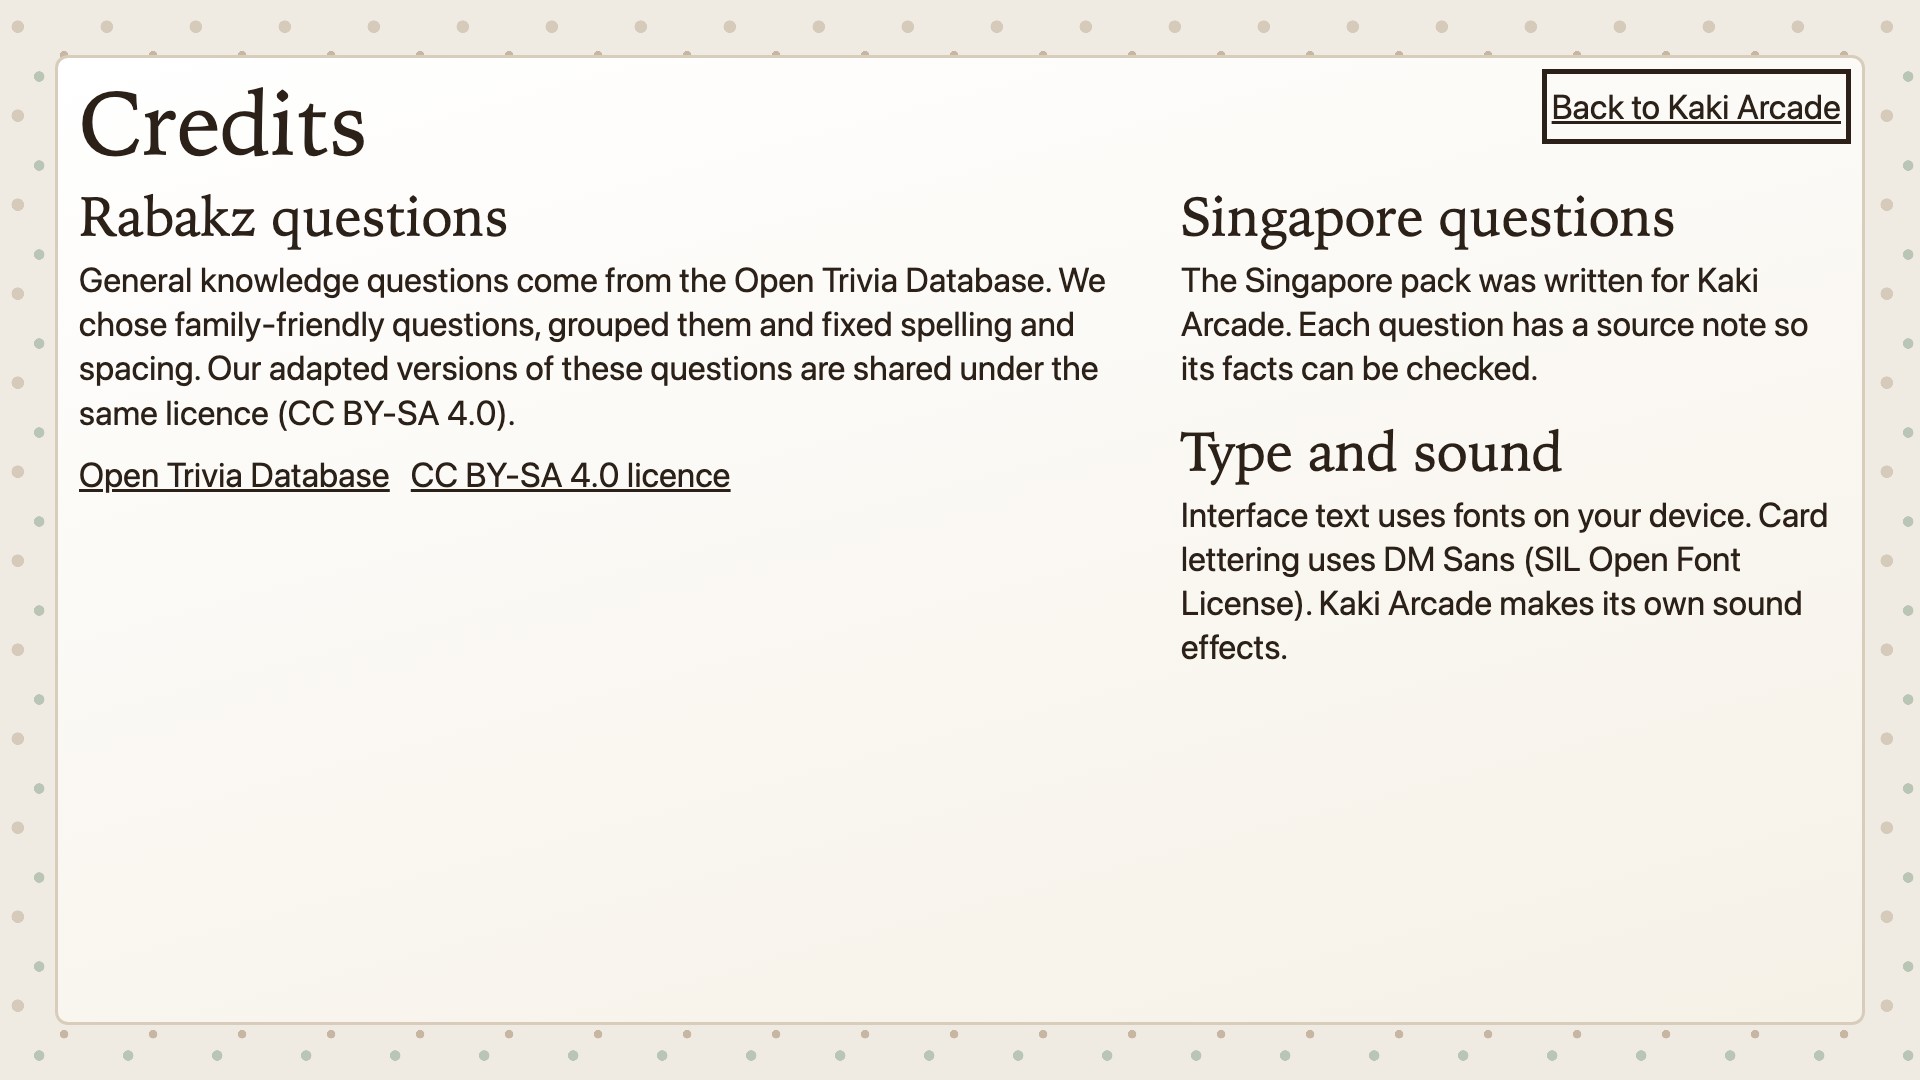 Credits
Back to Kaki Arcade
Rabakz questions
General knowledge questions come from the Open Trivia Database. We
chose family-friendly questions, grouped them and fixed spelling and
spacing. Our adapted versions of these questions are shared under the
same licence (CC BY-SA 4.0).
Open Trivia Database CC BY-SA 4.0 licence
Singapore questions
The Singapore pack was written for Kaki
Arcade. Each question has a source note so
its facts can be checked.
Type and sound
Interface text uses fonts on your device. Card
lettering uses DM Sans (SIL Open Font
License). Kaki Arcade makes its own sound
effects.